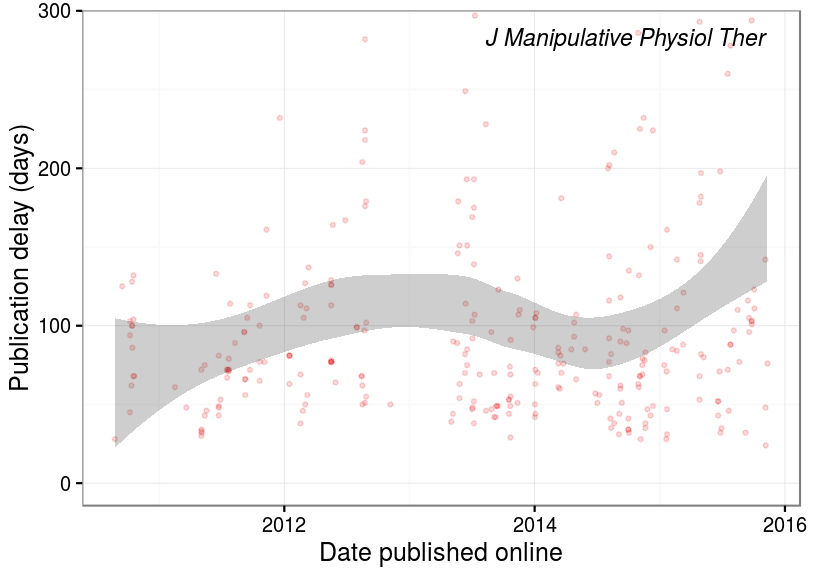 300
J Manipulative Physiol Ther
200
100
0
Publication delay (days)
2012
2014
2016
Date published online